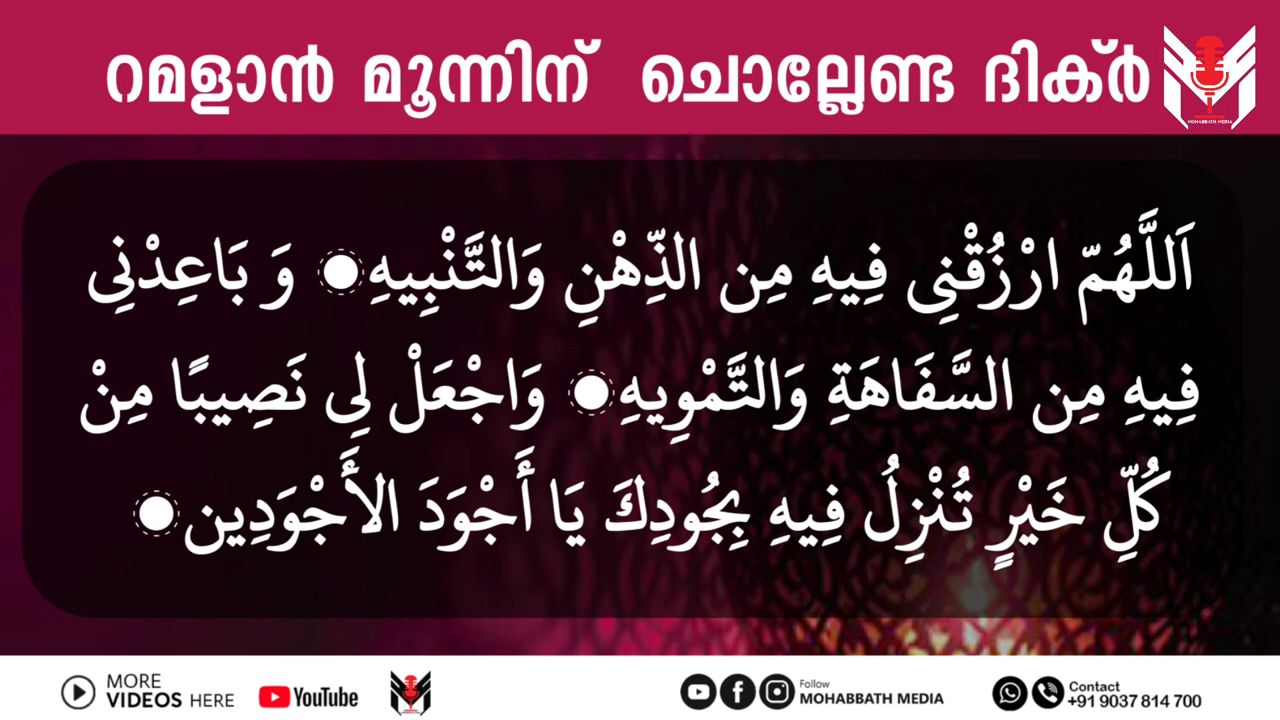 റമളാൻ മൂന്നിന് ചൊല്ലേണ്ട ദിക്ർ
MOHABBATH MEDIA
اَللَّهُمّ ارْزُقْنِى فِيهِ مِن الذِّهْنِ وَالتَّنْبِيهِ۝ وَ بَاعِدْنِى
فِيهِ مِن السَّفَاهَةِ وَالتَّمْوِيهِ۝ وَاجْعَلْ لِى نَصِيبًا مِنْ
كُلِّ خَيْرٍ تُنْزِلُ فِيهِ بِجُودِكَ يَا أَجْوَدَ الأَجْوَدِين۝
MORE
VIDEOS HERE
YouTube
Follow
MOHABBATH MEDIA
Contact
+91 9037 814 700